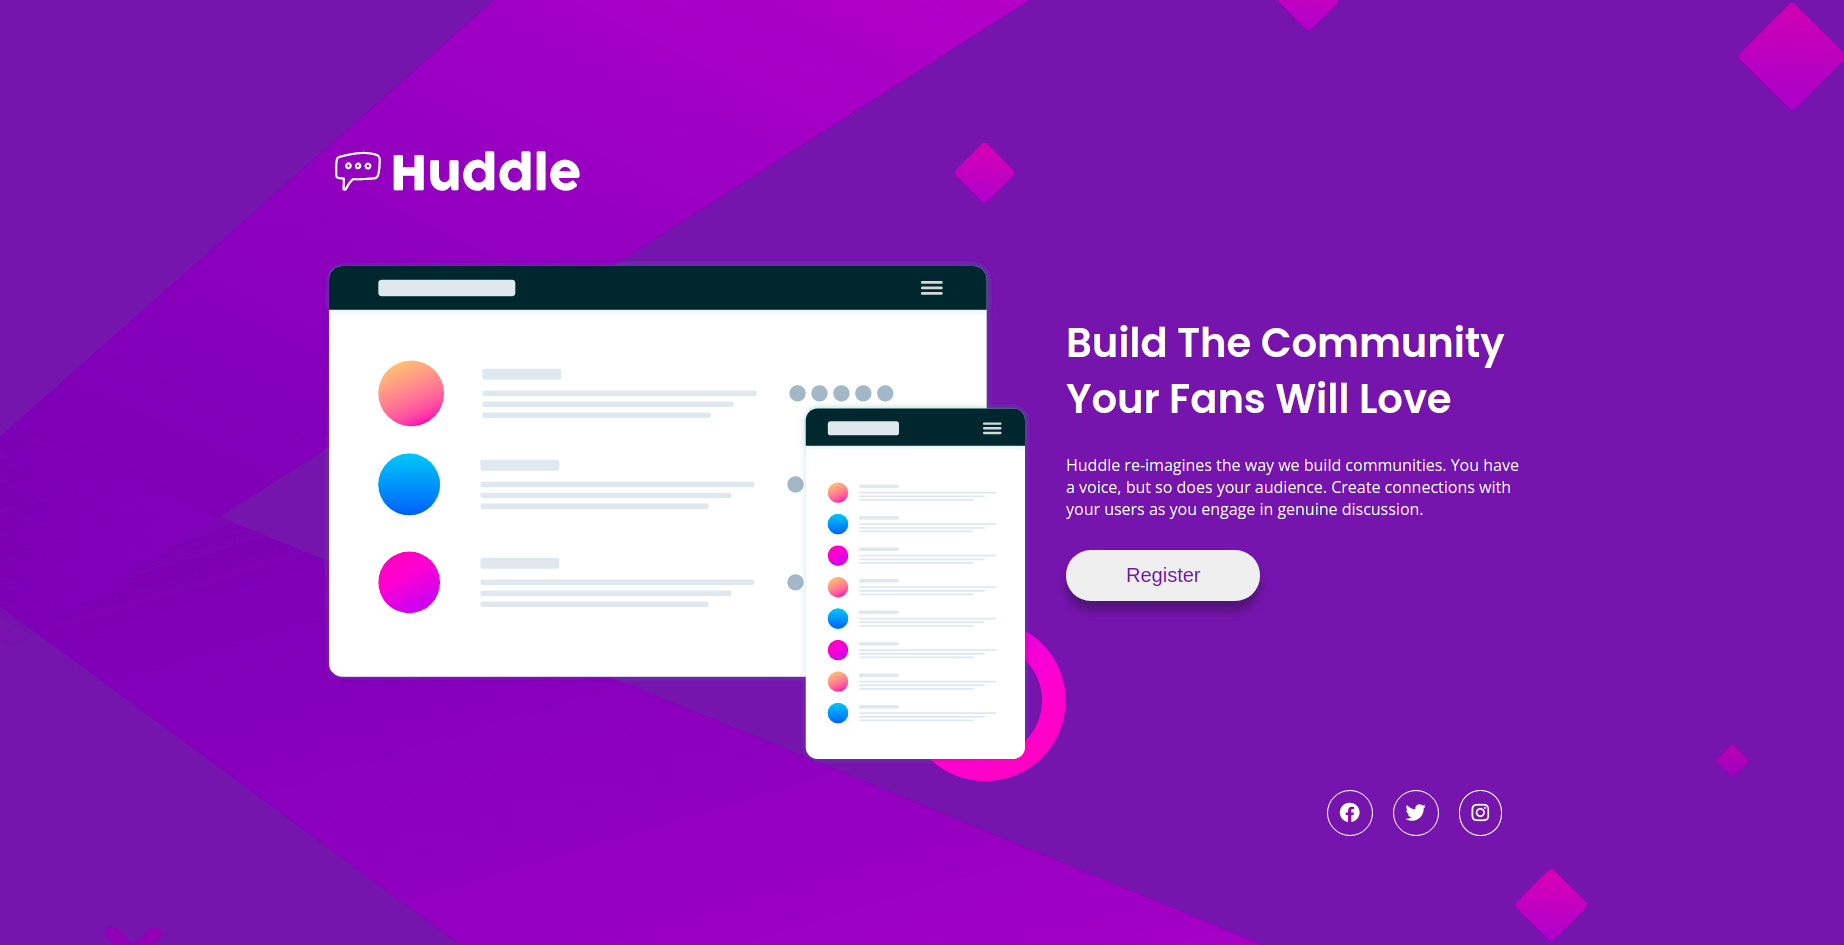 Huddle
Build The Community
Your Fans Will Love
Huddle re-imagines the way we build communities. You have
a voice, but so does your audience. Create connections with
your users as you engage in genuine discussion.
Register